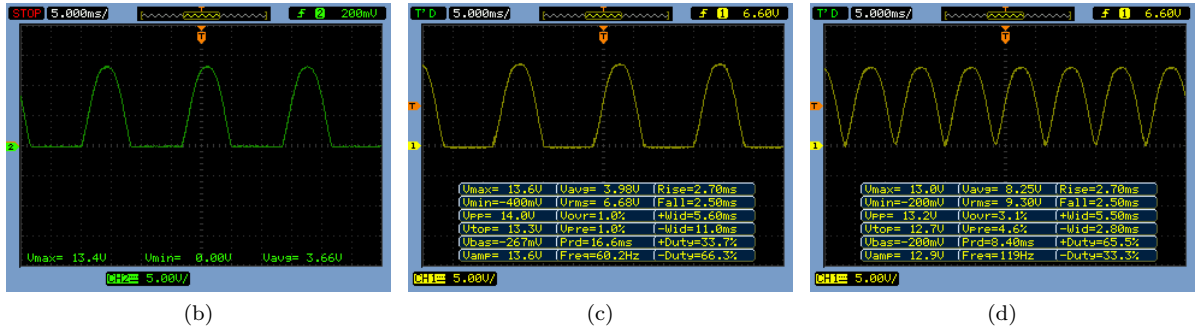 STOP 5.000ms/ T 2 200mV
T
2
Vmax= 13.4V Vmin= 0.00V Vavg= 3.66V
CH2 5.00V/
(b)
T'D 5.000ms/ T 1 6.60V
T
T
1
Vmax= 13.6V Vavg= 3.98V Rise=2.70ms
Vmin=-400mV Vrms= 6.68V Fall=2.50ms
Vpp= 14.0V Vovr=1.0% +Wid=5.60ms
Vtop= 13.3V Vpre=1.0% -Wid=11.0ms
Vbas=-267mV Prd=16.6ms +Duty=33.7%
Vamp= 13.6V Freq=60.2Hz -Duty=66.3%
CH1 5.00V/
(c)
T'D 5.000ms/ T 1 6.60V
T
T
1
Vmax= 13.0V Vavg= 8.25V Rise=2.70ms
Vmin=-200mV Vrms= 9.30V Fall=2.50ms
Vpp= 13.2V Vovr=3.1% +Wid=5.50ms
Vtop= 12.7V Vpre=4.6% -Wid=2.80ms
Vbas=-200mV Prd=8.40ms +Duty=65.5%
Vamp= 12.9V Freq=119Hz -Duty=33.3%
CH1 5.00V/
(d)